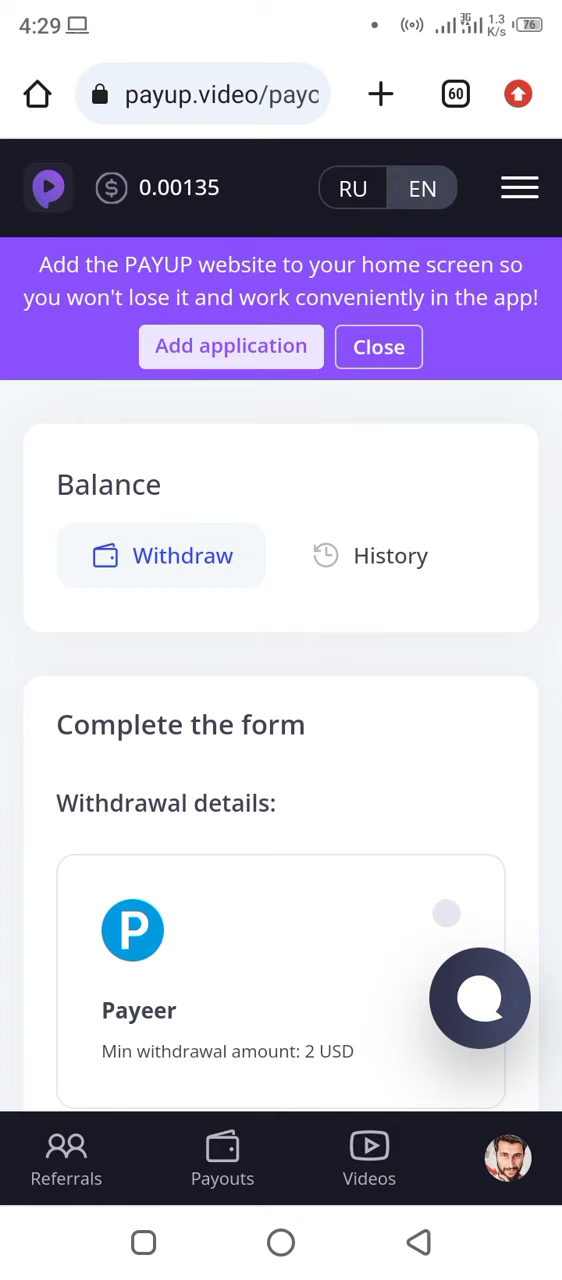 4:29
3G
1.3
K/s
76
payup.video/payo
60
$ 0.00135
RU
EN
Add the PAYUP website to your home screen so
you won't lose it and work conveniently in the app!
Add application
Close
Balance
Withdraw
History
Complete the form
Withdrawal details:
P
Payeer
Min withdrawal amount: 2 USD
Referrals
Payouts
Videos